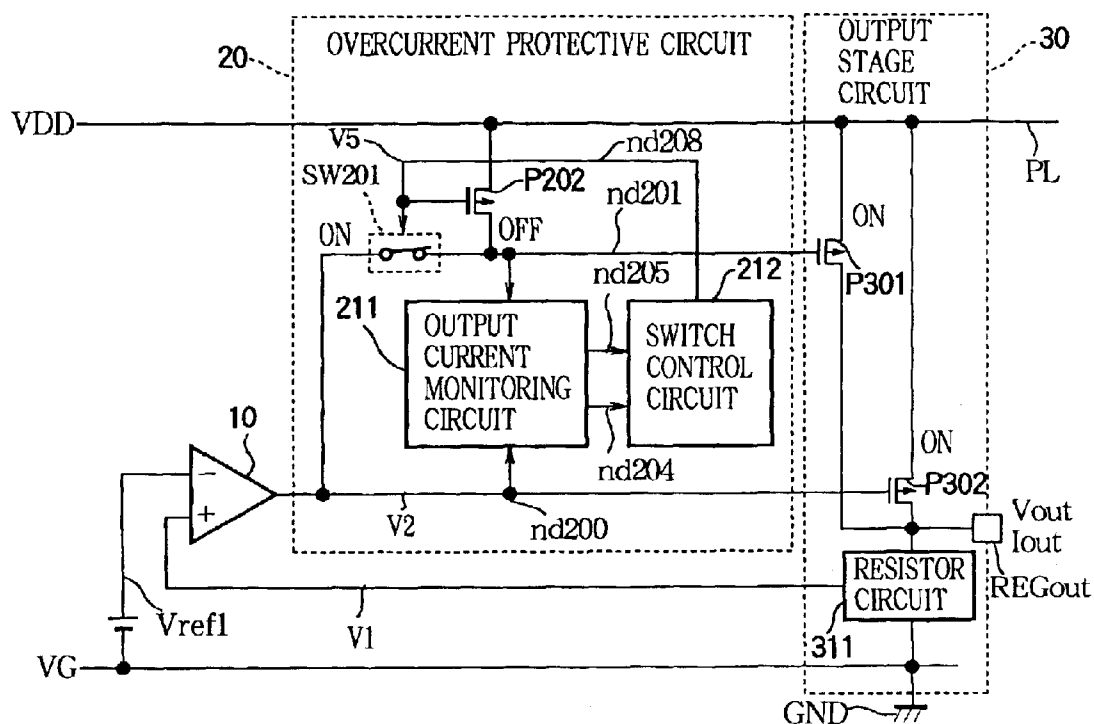 OVERCURRENT PROTECTIVE CIRCUIT
20
OUTPUT
STAGE
CIRCUIT
30
VDD
V5
nd208
PL
SW201
P202
nd201
ON
OFF
ON
nd205
212
P301
211
OUTPUT
CURRENT
MONITORING
CIRCUIT
SWITCH
CONTROL
CIRCUIT
10
ON
nd204
P302
−
+
V2
nd200
Vout
Iout
REGout
RESISTOR
CIRCUIT
Vref1
V1
311
VG
GND